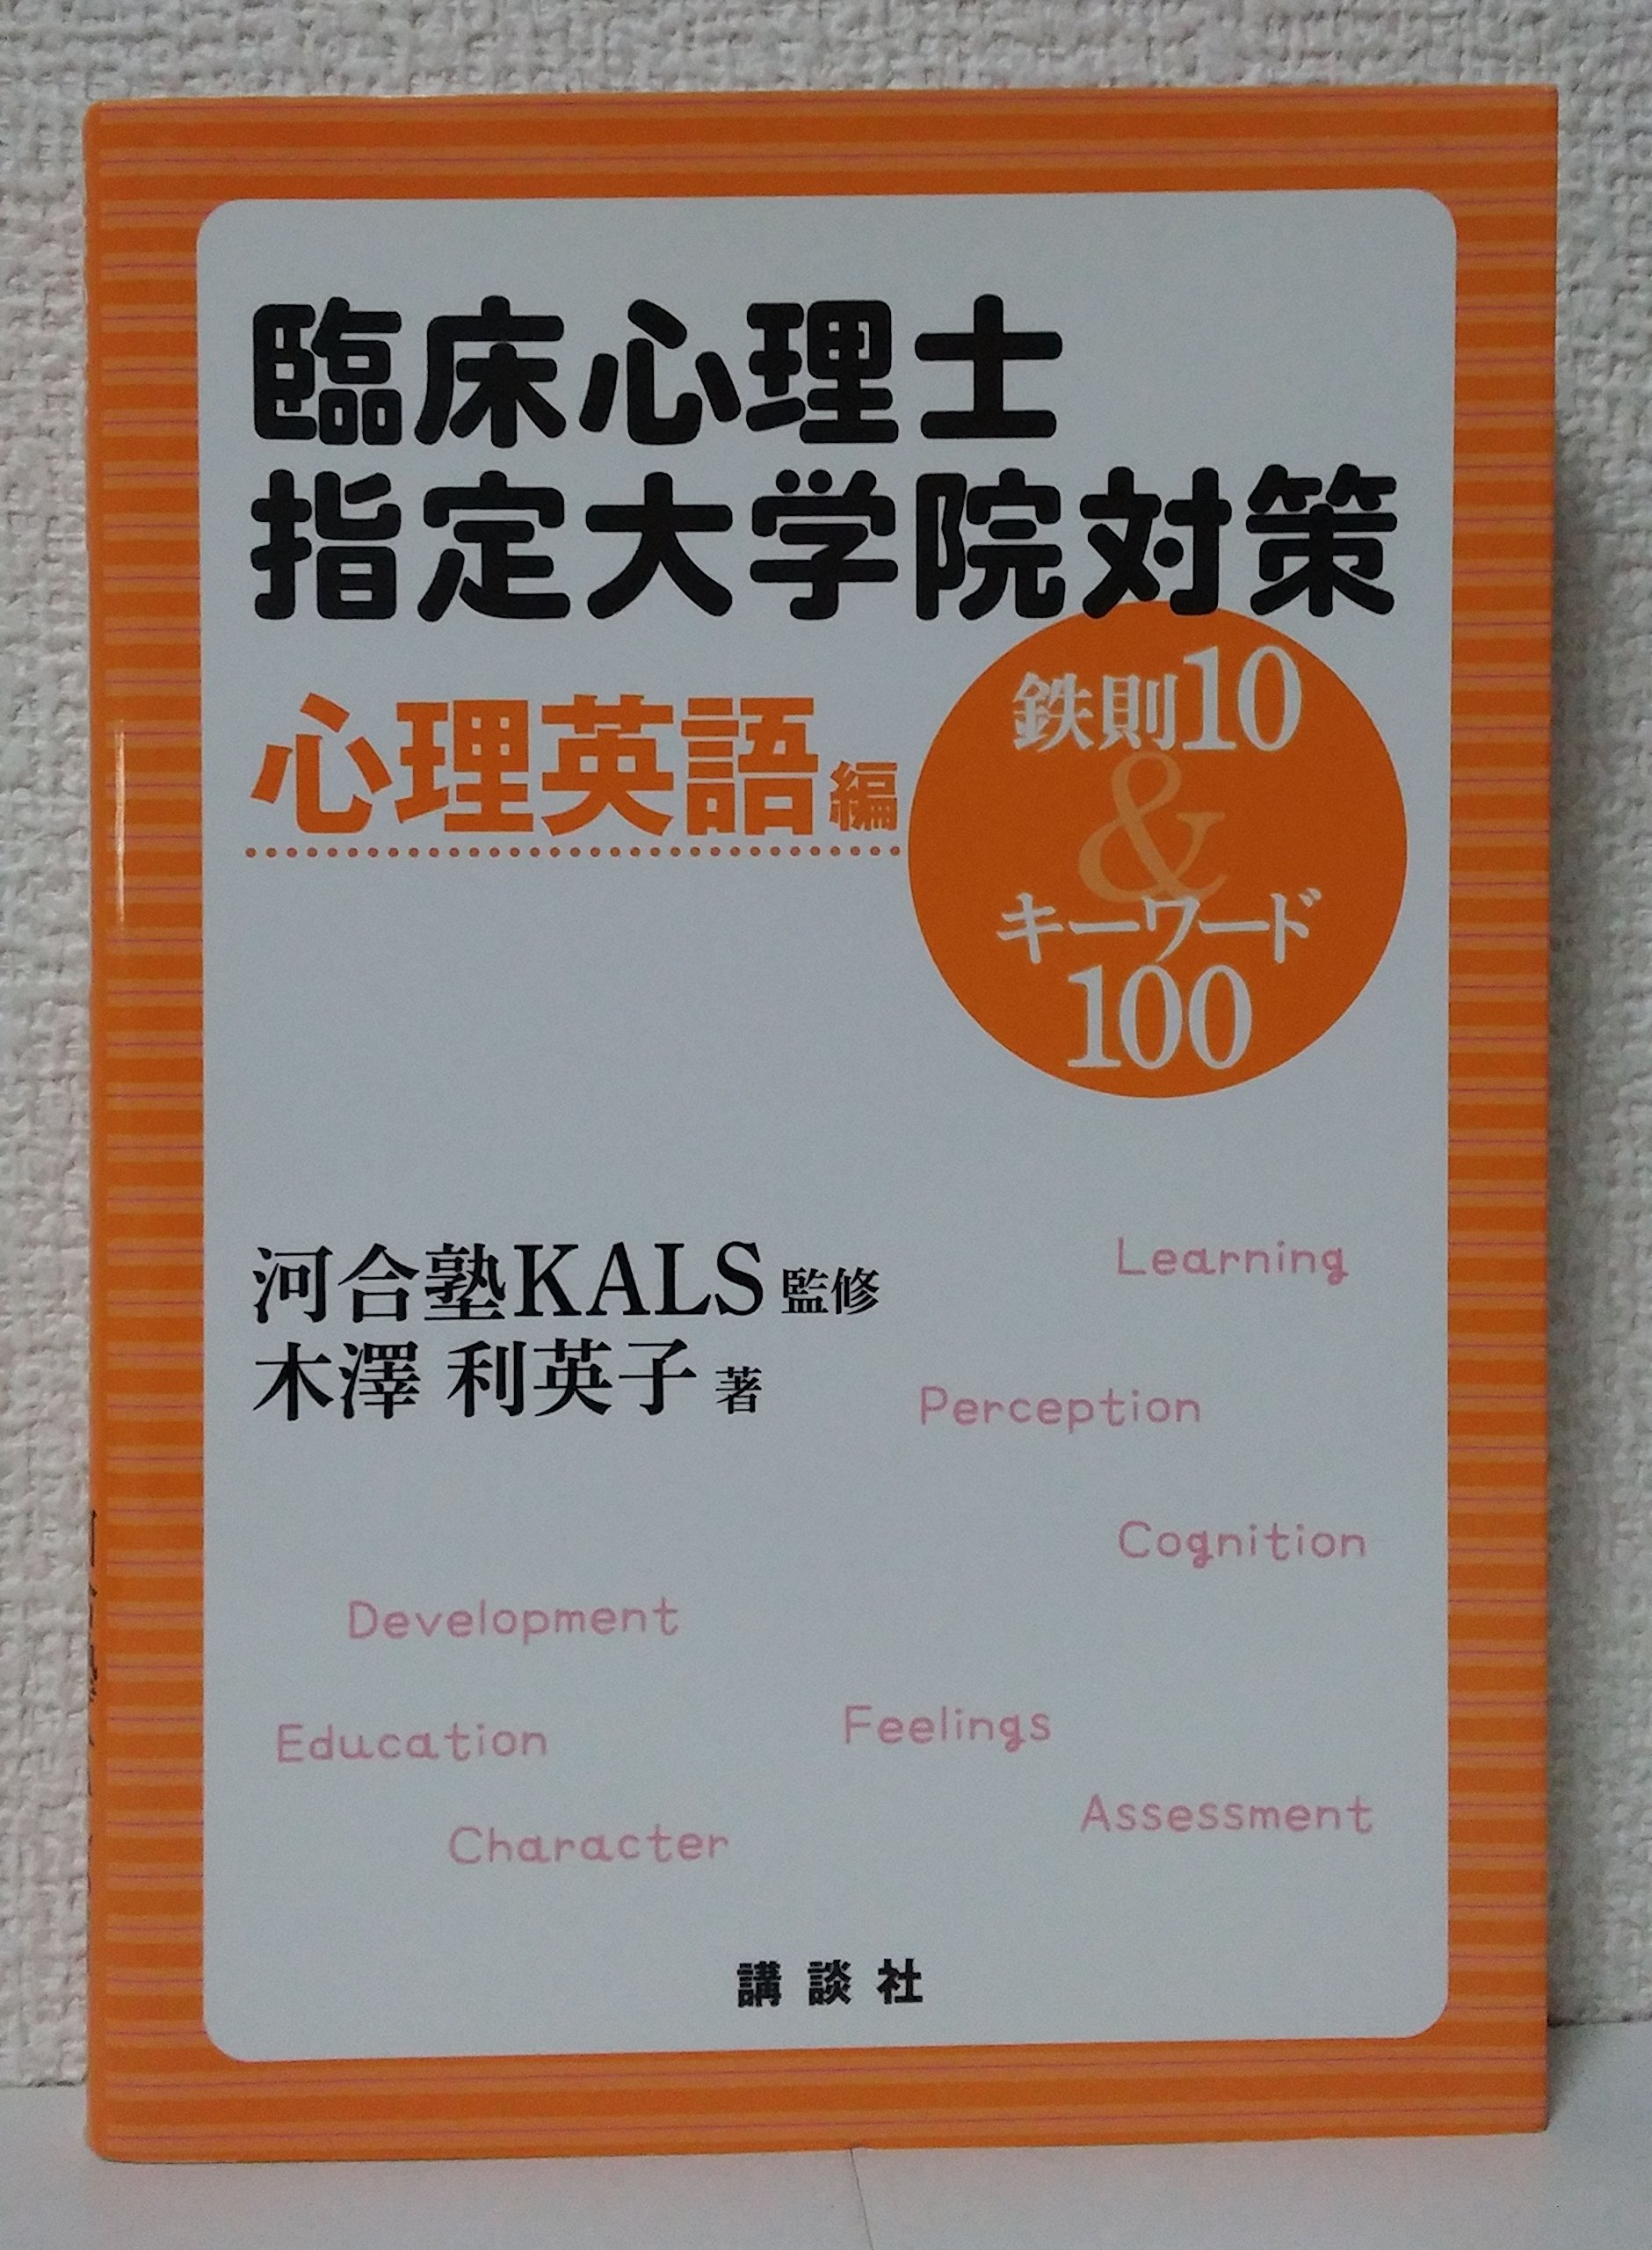 臨床心理士
指定大学院対策
心理英語編
鉄則10
&
キーワード
100
河合塾KALS 監修
木澤 利英子 著
Learning
Perception
Cognition
Development
Education
Feelings
Assessment
Character
講談社